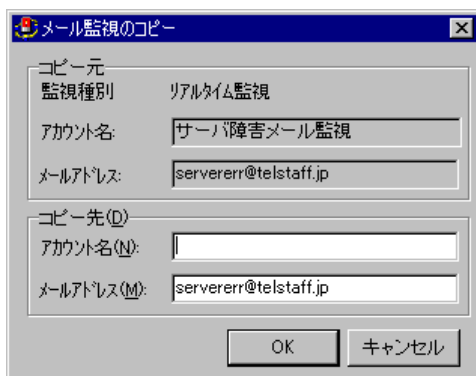 メール監視のコピー
コピー元
監視種別 リアルタイム監視
アカウント名: サーバ障害メール監視
メールアドレス: servererr@telstaff.jp
コピー先(D)
アカウント名(N):
メールアドレス(M): servererr@telstaff.jp
OK キャンセル